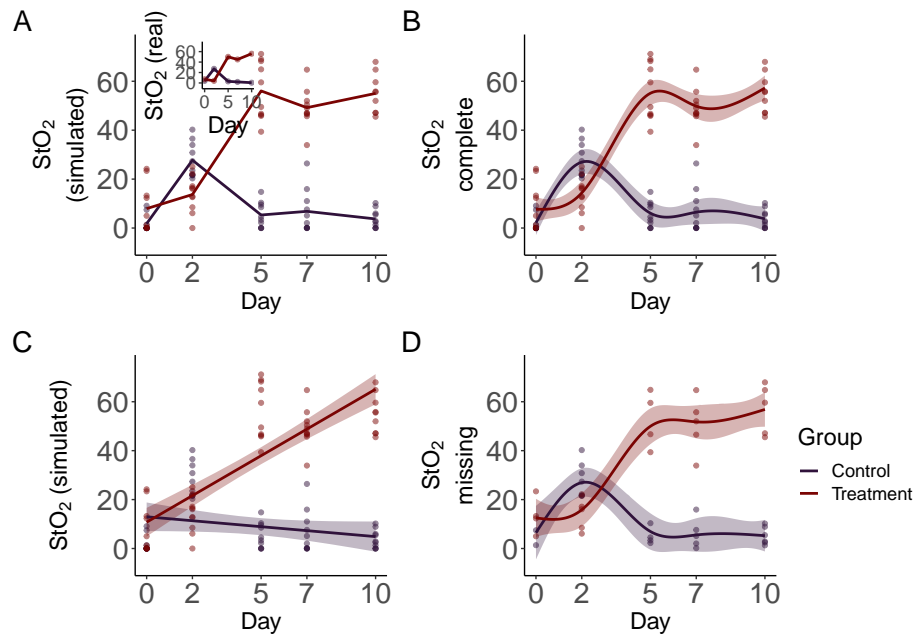 A
StO2 (simulated)
60
40
20
0
0 2 5 7 10
Day
StO2 (real)
60
40
20
0
0 5 10
Day
B
StO2 complete
60
40
20
0
0 2 5 7 10
Day
C
StO2 (simulated)
60
40
20
0
0 2 5 7 10
Day
D
StO2 missing
60
40
20
0
0 2 5 7 10
Day
Group
Control
Treatment